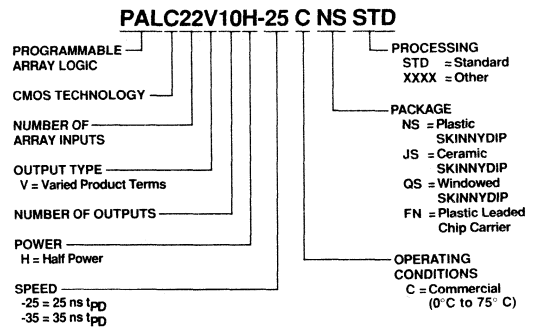 PALC22V10H-25 C NS STD
PROGRAMMABLE
ARRAY LOGIC
CMOS TECHNOLOGY
NUMBER OF
ARRAY INPUTS
OUTPUT TYPE
V = Varied Product Terms
NUMBER OF OUTPUTS
POWER
H = Half Power
SPEED
-25 = 25 ns tPD
-35 = 35 ns tPD
PROCESSING
STD = Standard
XXXX = Other
PACKAGE
NS = Plastic
SKINNYDIP
JS = Ceramic
SKINNYDIP
QS = Windowed
SKINNYDIP
FN = Plastic Leaded
Chip Carrier
OPERATING
CONDITIONS
C = Commercial
(0°C to 75° C)